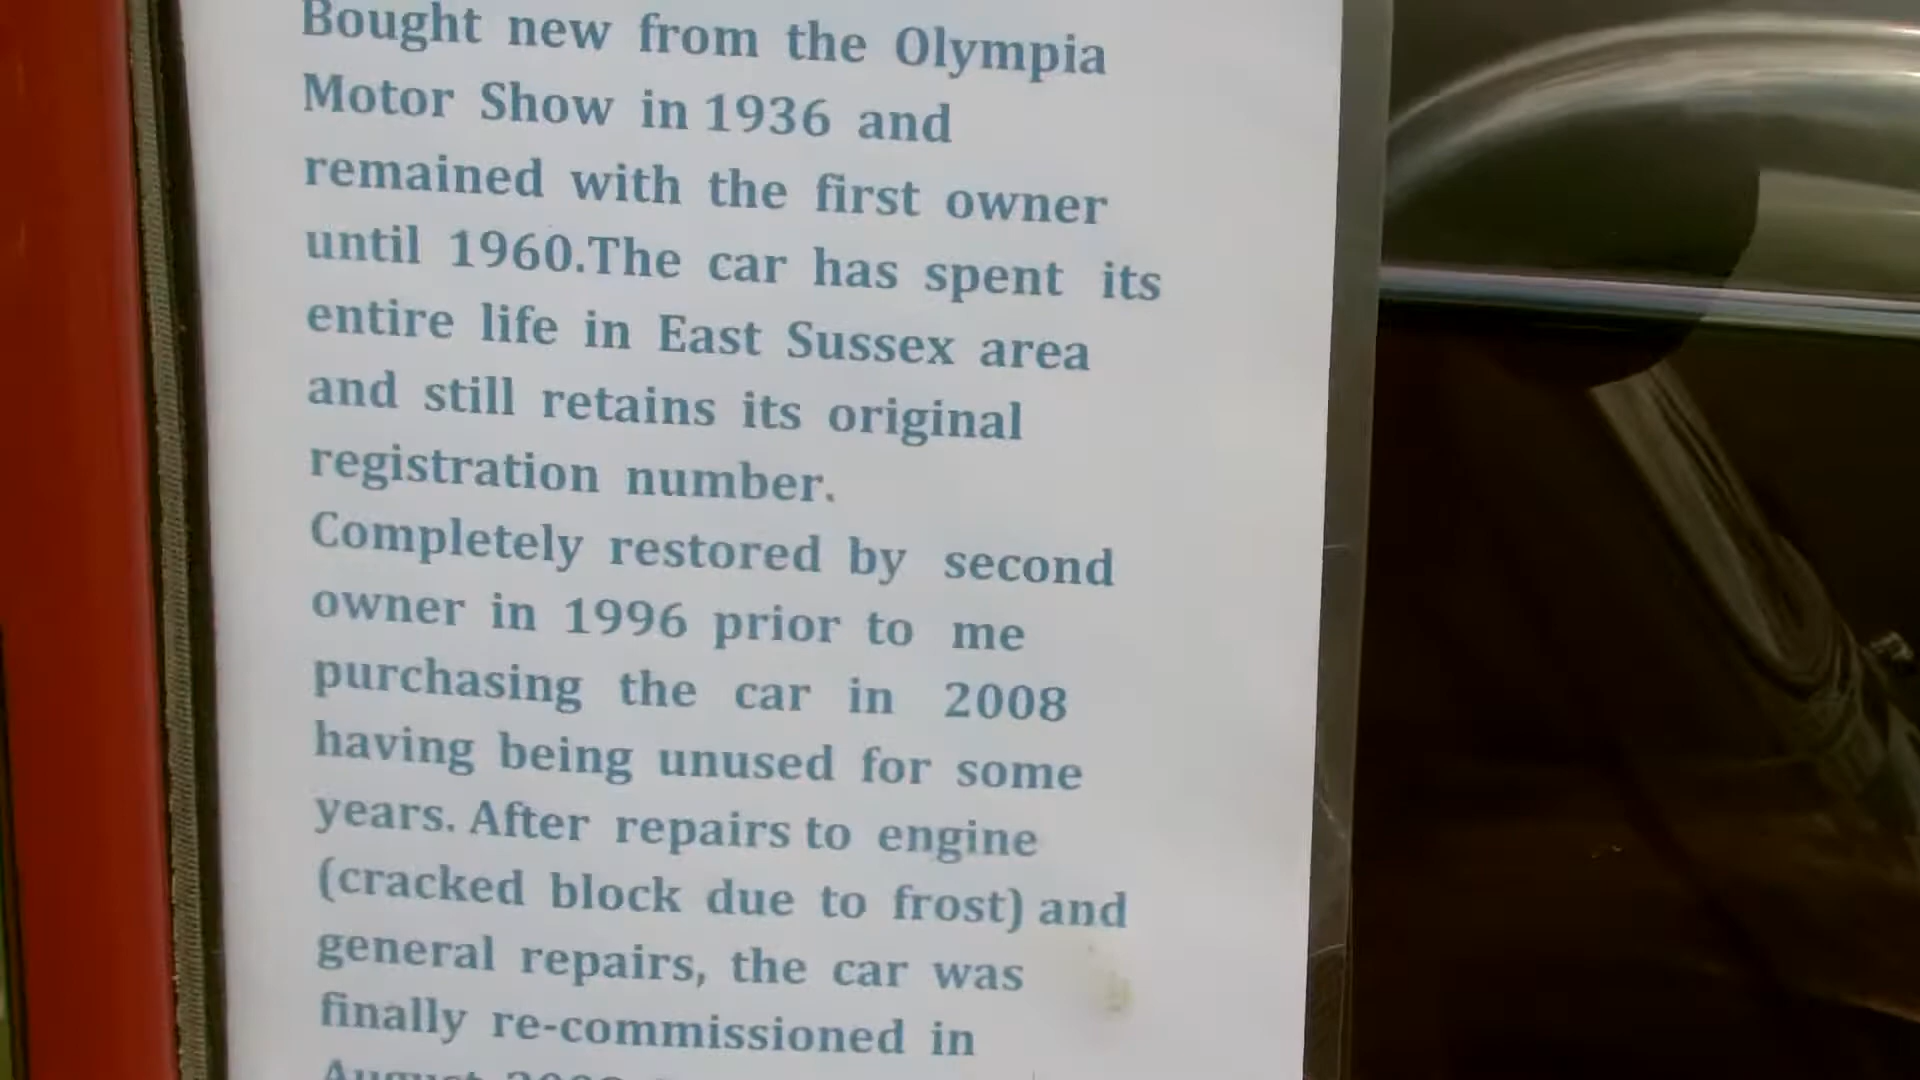 Bought new from the Olympia
Motor Show in 1936 and
remained with the first owner
until 1960.The car has spent its
entire life in East Sussex area
and still retains its original
registration number.
Completely restored by second
owner in 1996 prior to me
purchasing the car in 2008
having being unused for some
years. After repairs to engine
(cracked block due to frost) and
general repairs, the car was
finally re-commissioned in
August